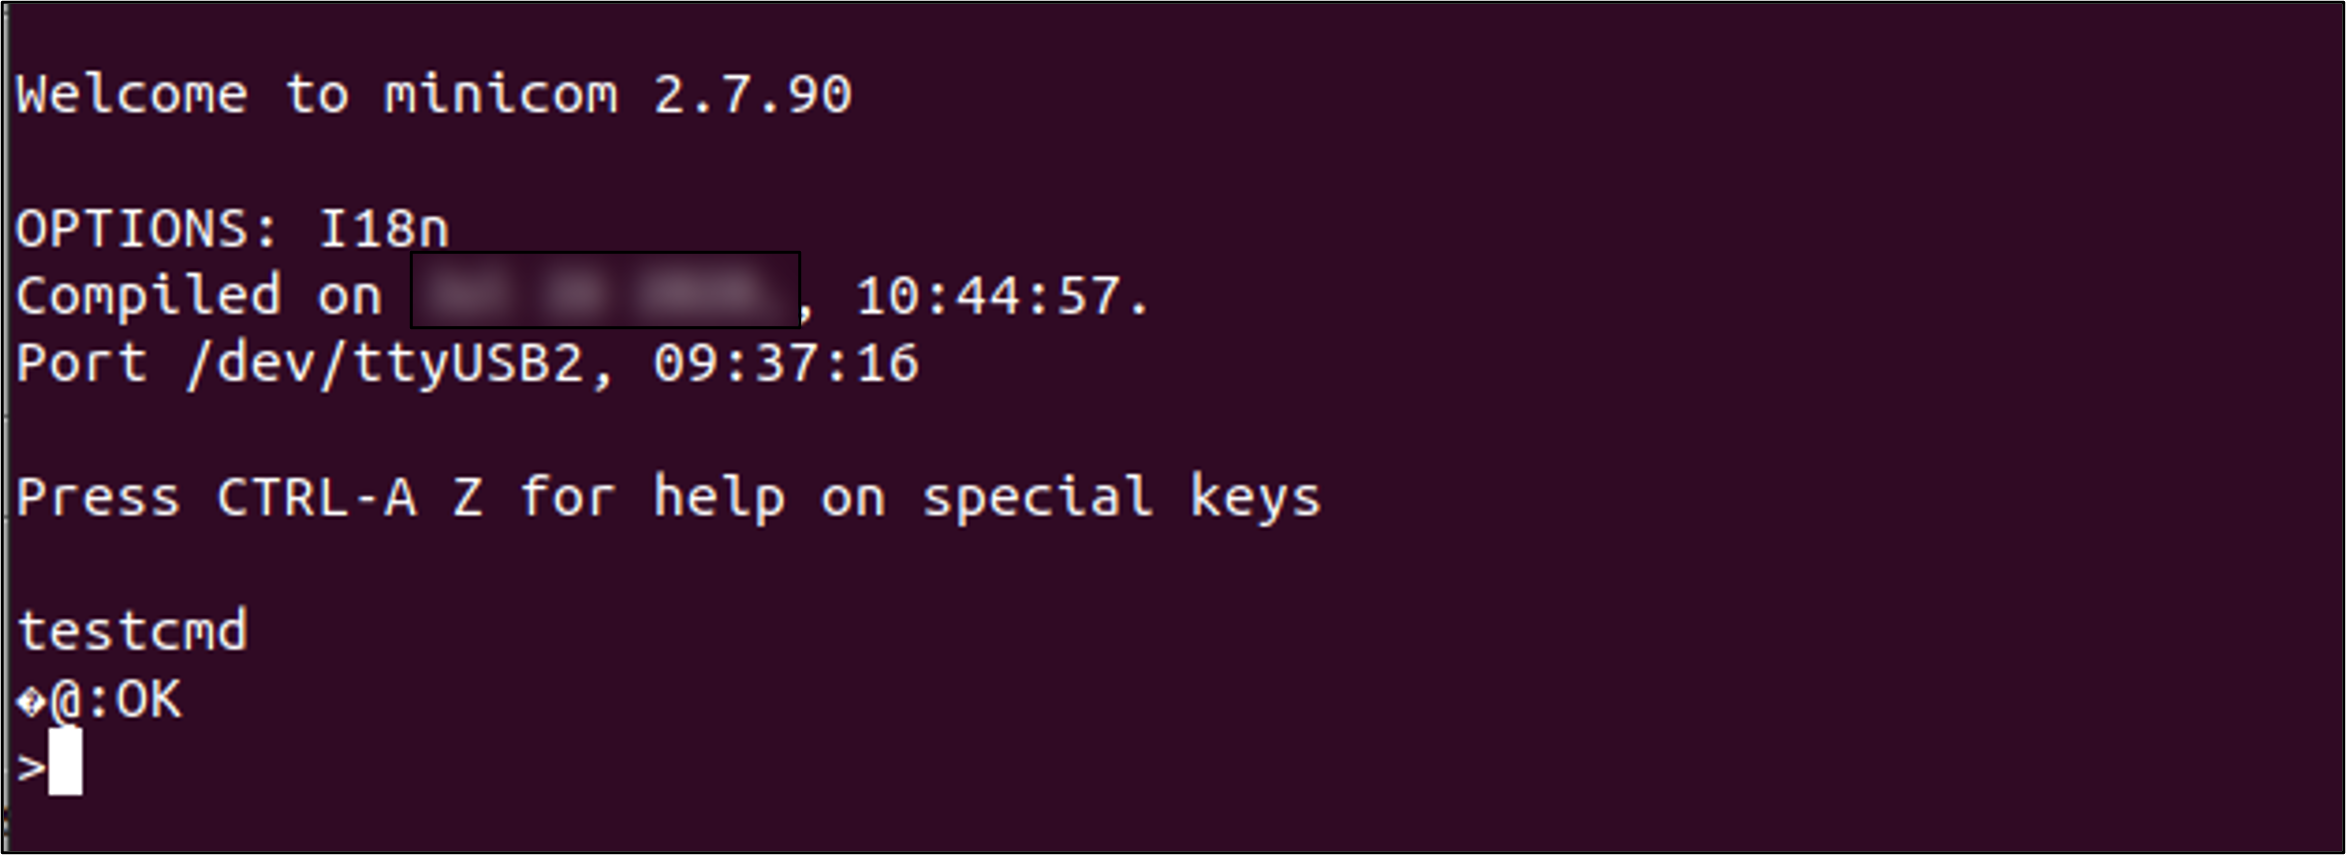 Welcome to minicom 2.7.90
OPTIONS: I18n
Compiled on , 10:44:57.
Port /dev/ttyUSB2, 09:37:16
Press CTRL-A Z for help on special keys
testcmd
�@:OK
>